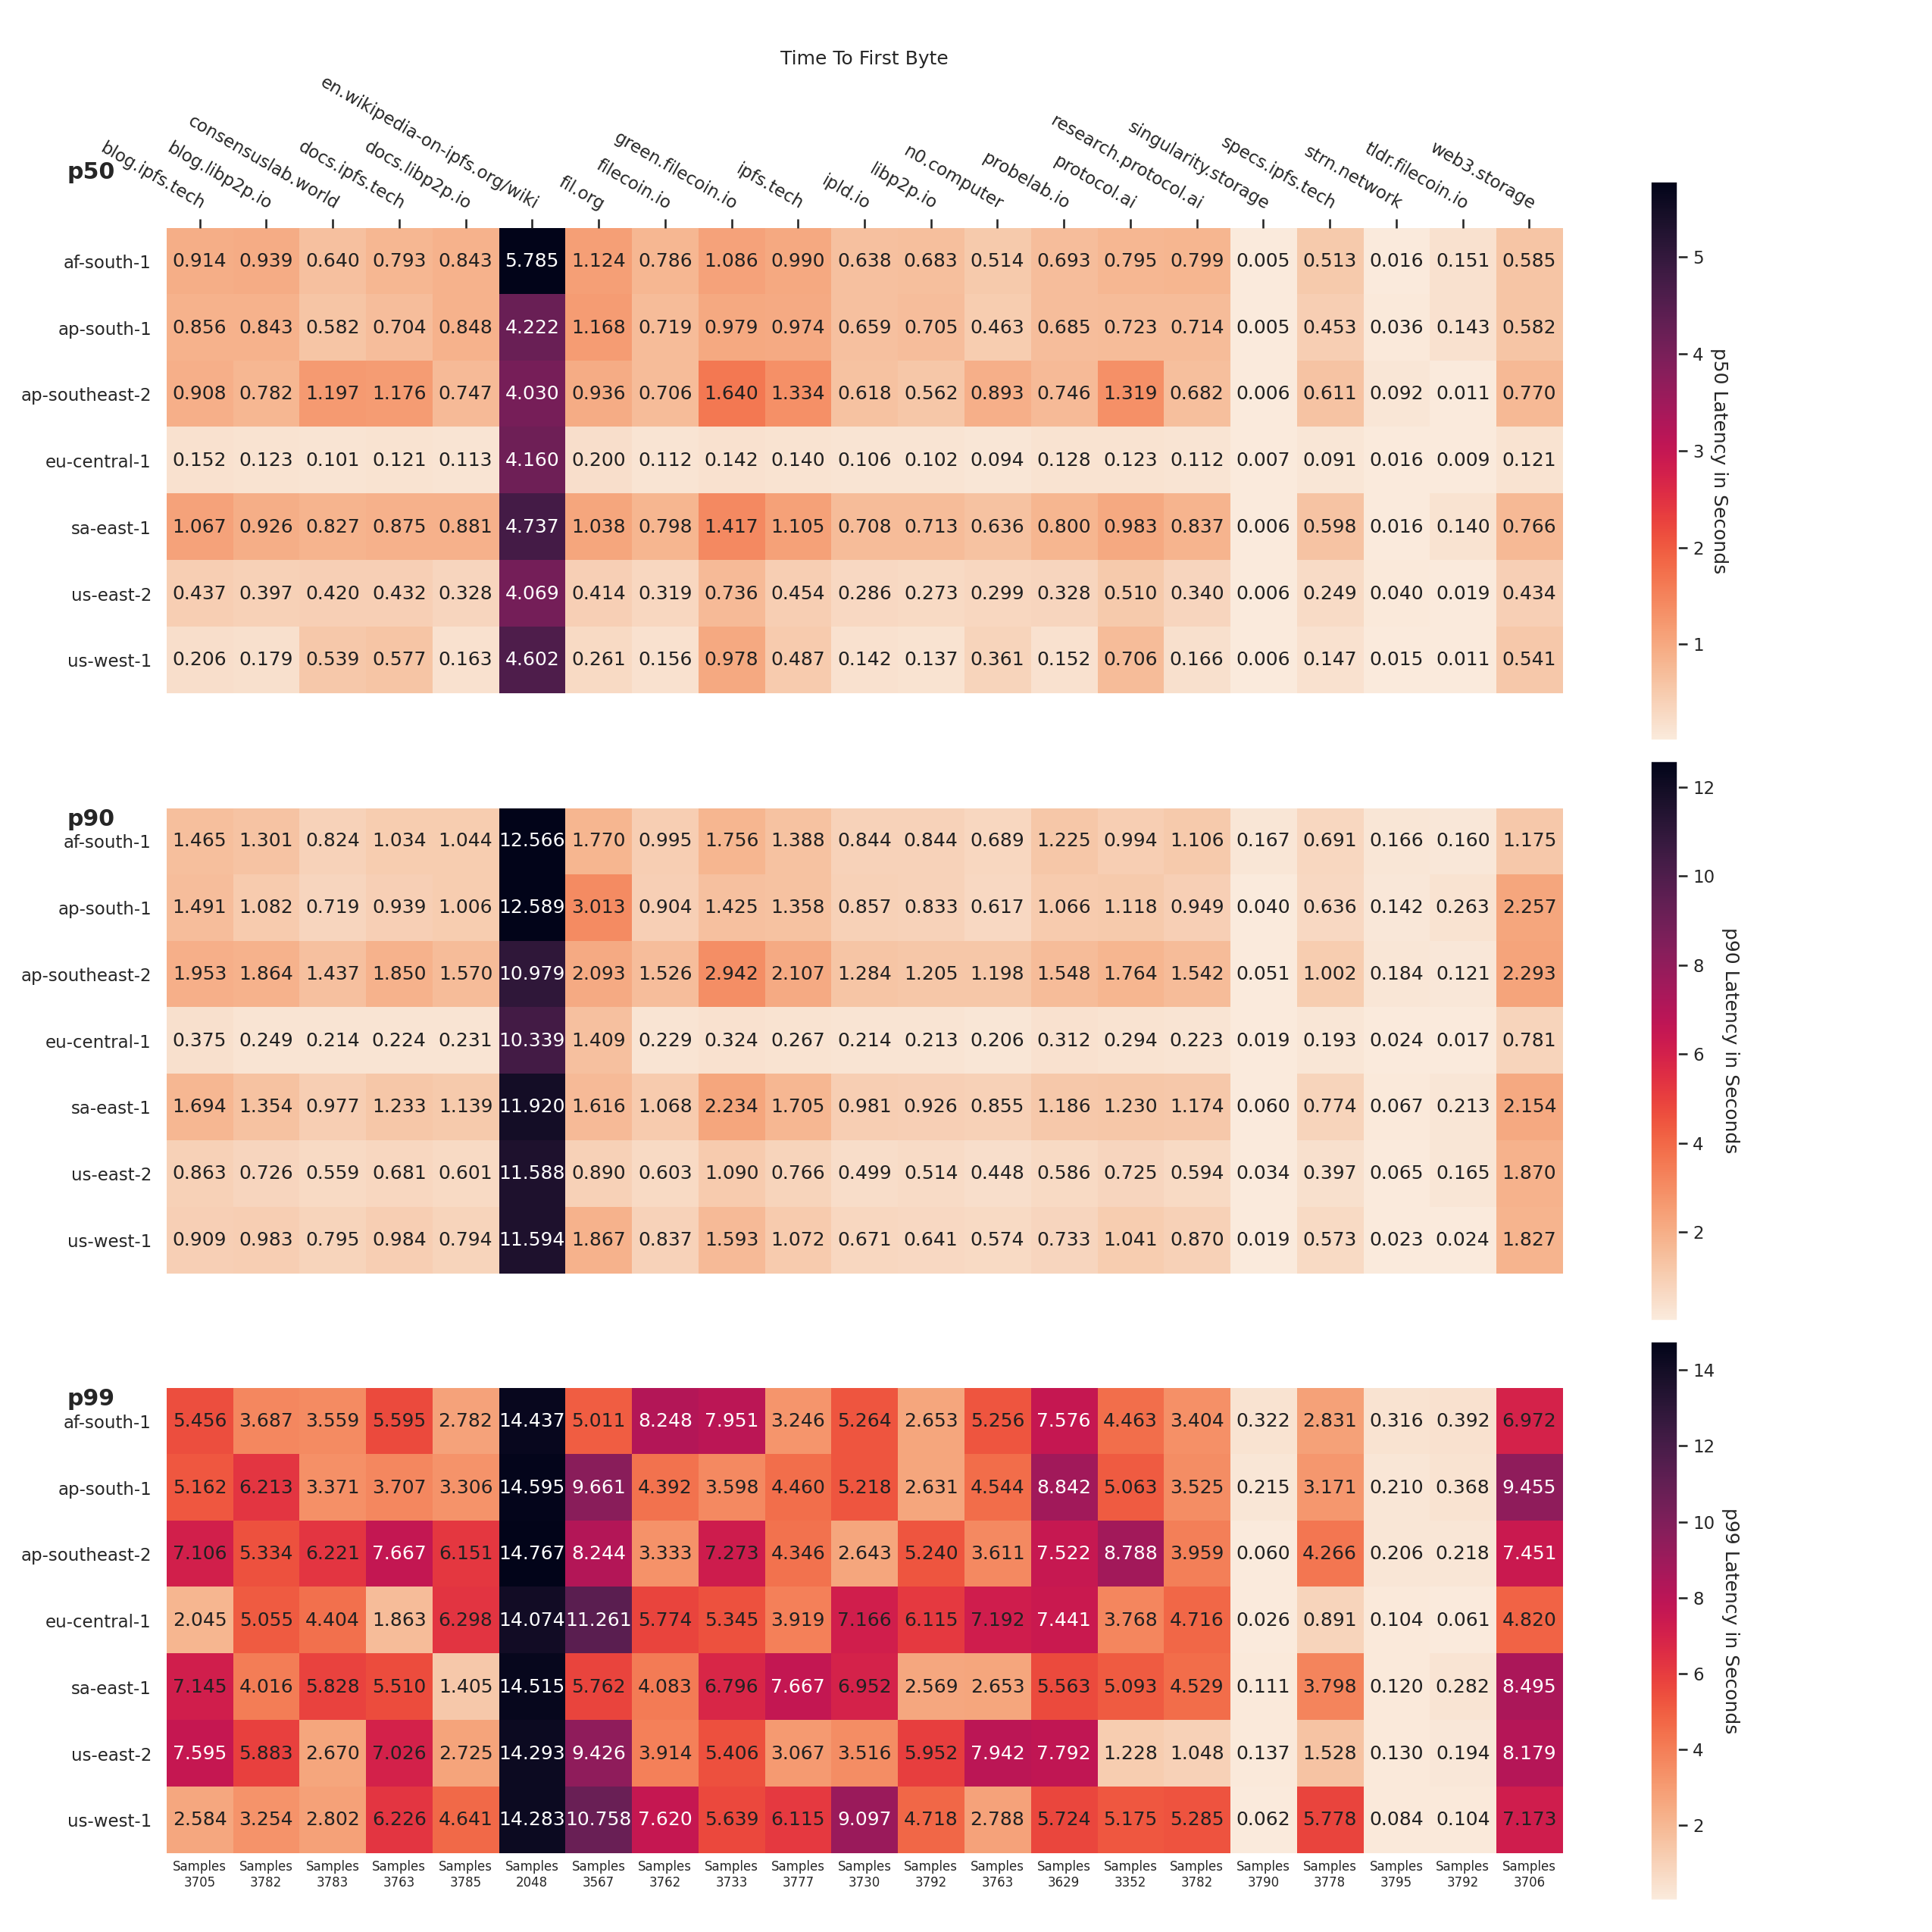 Time To First Byte
p50
blog.ipfs.tech
blog.libp2p.io
consensuslab.world
docs.ipfs.tech
docs.libp2p.io
en.wikipedia-on-ipfs.org/wiki
fil.org
filecoin.io
green.filecoin.io
ipfs.tech
ipld.io
libp2p.io
n0.computer
probelab.io
protocol.ai
research.protocol.ai
singularity.storage
specs.ipfs.tech
strn.network
tldr.filecoin.io
web3.storage
af-south-1 0.914 0.939 0.640 0.793 0.843 5.785 1.124 0.786 1.086 0.990 0.638 0.683 0.514 0.693 0.795 0.799 0.005 0.513 0.016 0.151 0.585
ap-south-1 0.856 0.843 0.582 0.704 0.848 4.222 1.168 0.719 0.979 0.974 0.659 0.705 0.463 0.685 0.723 0.714 0.005 0.453 0.036 0.143 0.582
ap-southeast-2 0.908 0.782 1.197 1.176 0.747 4.030 0.936 0.706 1.640 1.334 0.618 0.562 0.893 0.746 1.319 0.682 0.006 0.611 0.092 0.011 0.770
eu-central-1 0.152 0.123 0.101 0.121 0.113 4.160 0.200 0.112 0.142 0.140 0.106 0.102 0.094 0.128 0.123 0.112 0.007 0.091 0.016 0.009 0.121
sa-east-1 1.067 0.926 0.827 0.875 0.881 4.737 1.038 0.798 1.417 1.105 0.708 0.713 0.636 0.800 0.983 0.837 0.006 0.598 0.016 0.140 0.766
us-east-2 0.437 0.397 0.420 0.432 0.328 4.069 0.414 0.319 0.736 0.454 0.286 0.273 0.299 0.328 0.510 0.340 0.006 0.249 0.040 0.019 0.434
us-west-1 0.206 0.179 0.539 0.577 0.163 4.602 0.261 0.156 0.978 0.487 0.142 0.137 0.361 0.152 0.706 0.166 0.006 0.147 0.015 0.011 0.541
5
4
3
2
1
p50 Latency in Seconds
p90
af-south-1 1.465 1.301 0.824 1.034 1.044 12.566 1.770 0.995 1.756 1.388 0.844 0.844 0.689 1.225 0.994 1.106 0.167 0.691 0.166 0.160 1.175
ap-south-1 1.491 1.082 0.719 0.939 1.006 12.589 3.013 0.904 1.425 1.358 0.857 0.833 0.617 1.066 1.118 0.949 0.040 0.636 0.142 0.263 2.257
ap-southeast-2 1.953 1.864 1.437 1.850 1.570 10.979 2.093 1.526 2.942 2.107 1.284 1.205 1.198 1.548 1.764 1.542 0.051 1.002 0.184 0.121 2.293
eu-central-1 0.375 0.249 0.214 0.224 0.231 10.339 1.409 0.229 0.324 0.267 0.214 0.213 0.206 0.312 0.294 0.223 0.019 0.193 0.024 0.017 0.781
sa-east-1 1.694 1.354 0.977 1.233 1.139 11.920 1.616 1.068 2.234 1.705 0.981 0.926 0.855 1.186 1.230 1.174 0.060 0.774 0.067 0.213 2.154
us-east-2 0.863 0.726 0.559 0.681 0.601 11.588 0.890 0.603 1.090 0.766 0.499 0.514 0.448 0.586 0.725 0.594 0.034 0.397 0.065 0.165 1.870
us-west-1 0.909 0.983 0.795 0.984 0.794 11.594 1.867 0.837 1.593 1.072 0.671 0.641 0.574 0.733 1.041 0.870 0.019 0.573 0.023 0.024 1.827
12
10
8
6
4
2
p90 Latency in Seconds
p99
af-south-1 5.456 3.687 3.559 5.595 2.782 14.437 5.011 8.248 7.951 3.246 5.264 2.653 5.256 7.576 4.463 3.404 0.322 2.831 0.316 0.392 6.972
ap-south-1 5.162 6.213 3.371 3.707 3.306 14.595 9.661 4.392 3.598 4.460 5.218 2.631 4.544 8.842 5.063 3.525 0.215 3.171 0.210 0.368 9.455
ap-southeast-2 7.106 5.334 6.221 7.667 6.151 14.767 8.244 3.333 7.273 4.346 2.643 5.240 3.611 7.522 8.788 3.959 0.060 4.266 0.206 0.218 7.451
eu-central-1 2.045 5.055 4.404 1.863 6.298 14.074 11.261 5.774 5.345 3.919 7.166 6.115 7.192 7.441 3.768 4.716 0.026 0.891 0.104 0.061 4.820
sa-east-1 7.145 4.016 5.828 5.510 1.405 14.515 5.762 4.083 6.796 7.667 6.952 2.569 2.653 5.563 5.093 4.529 0.111 3.798 0.120 0.282 8.495
us-east-2 7.595 5.883 2.670 7.026 2.725 14.293 9.426 3.914 5.406 3.067 3.516 5.952 7.942 7.792 1.228 1.048 0.137 1.528 0.130 0.194 8.179
us-west-1 2.584 3.254 2.802 6.226 4.641 14.283 10.758 7.620 5.639 6.115 9.097 4.718 2.788 5.724 5.175 5.285 0.062 5.778 0.084 0.104 7.173
Samples Samples Samples Samples Samples Samples Samples Samples Samples Samples Samples Samples Samples Samples Samples Samples Samples Samples Samples Samples Samples
3705 3782 3783 3763 3785 2048 3567 3762 3733 3777 3730 3792 3763 3629 3352 3782 3790 3778 3795 3792 3706
14
12
10
8
6
4
2
p99 Latency in Seconds